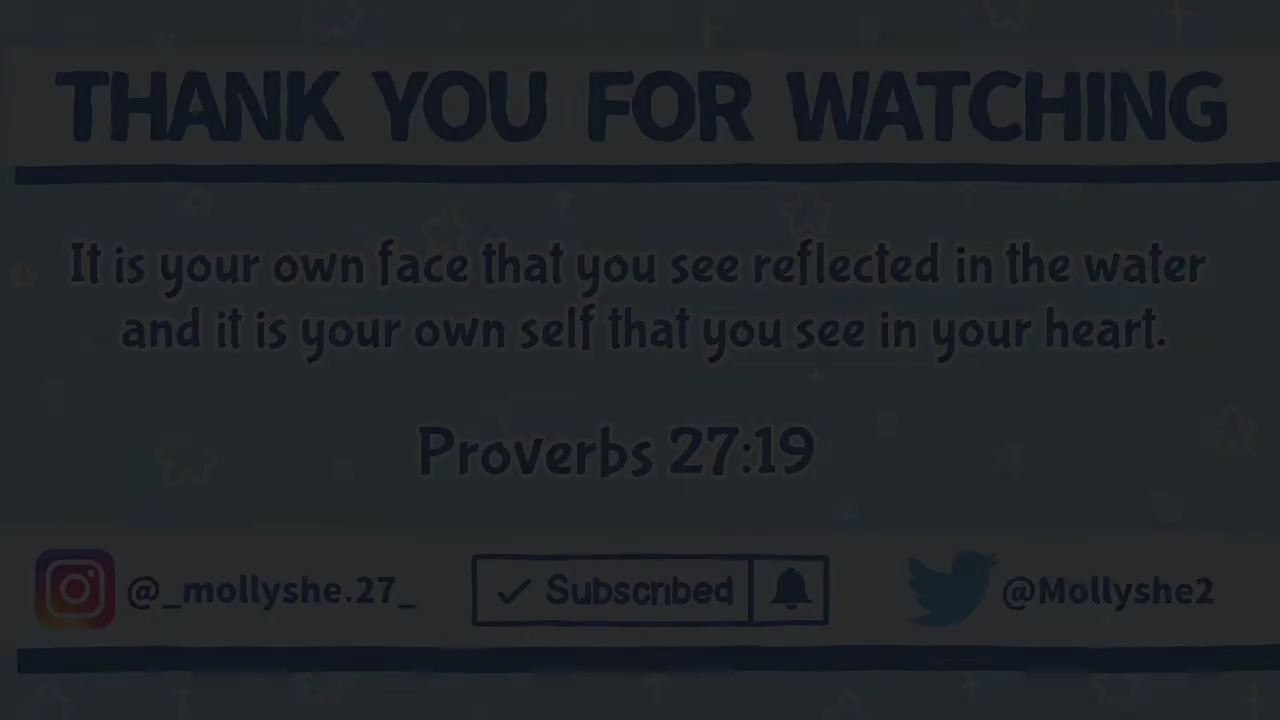 THANK YOU FOR WATCHING
It is your own face that you see reflected in the water
and it is your own self that you see in your heart.
Proverbs 27:19
@_mollyshe.27_
Subscribed
@Mollyshe2